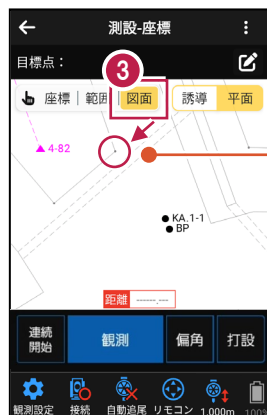 測設-座標
目標点：
3
座標 範囲 図面 誘導 平面
4-82
KA.1-1
BP
距離 -----.---
連続
開始
観測 偏角 打設
観測設定 接続 自動追尾 リモコン 1.000m 100%